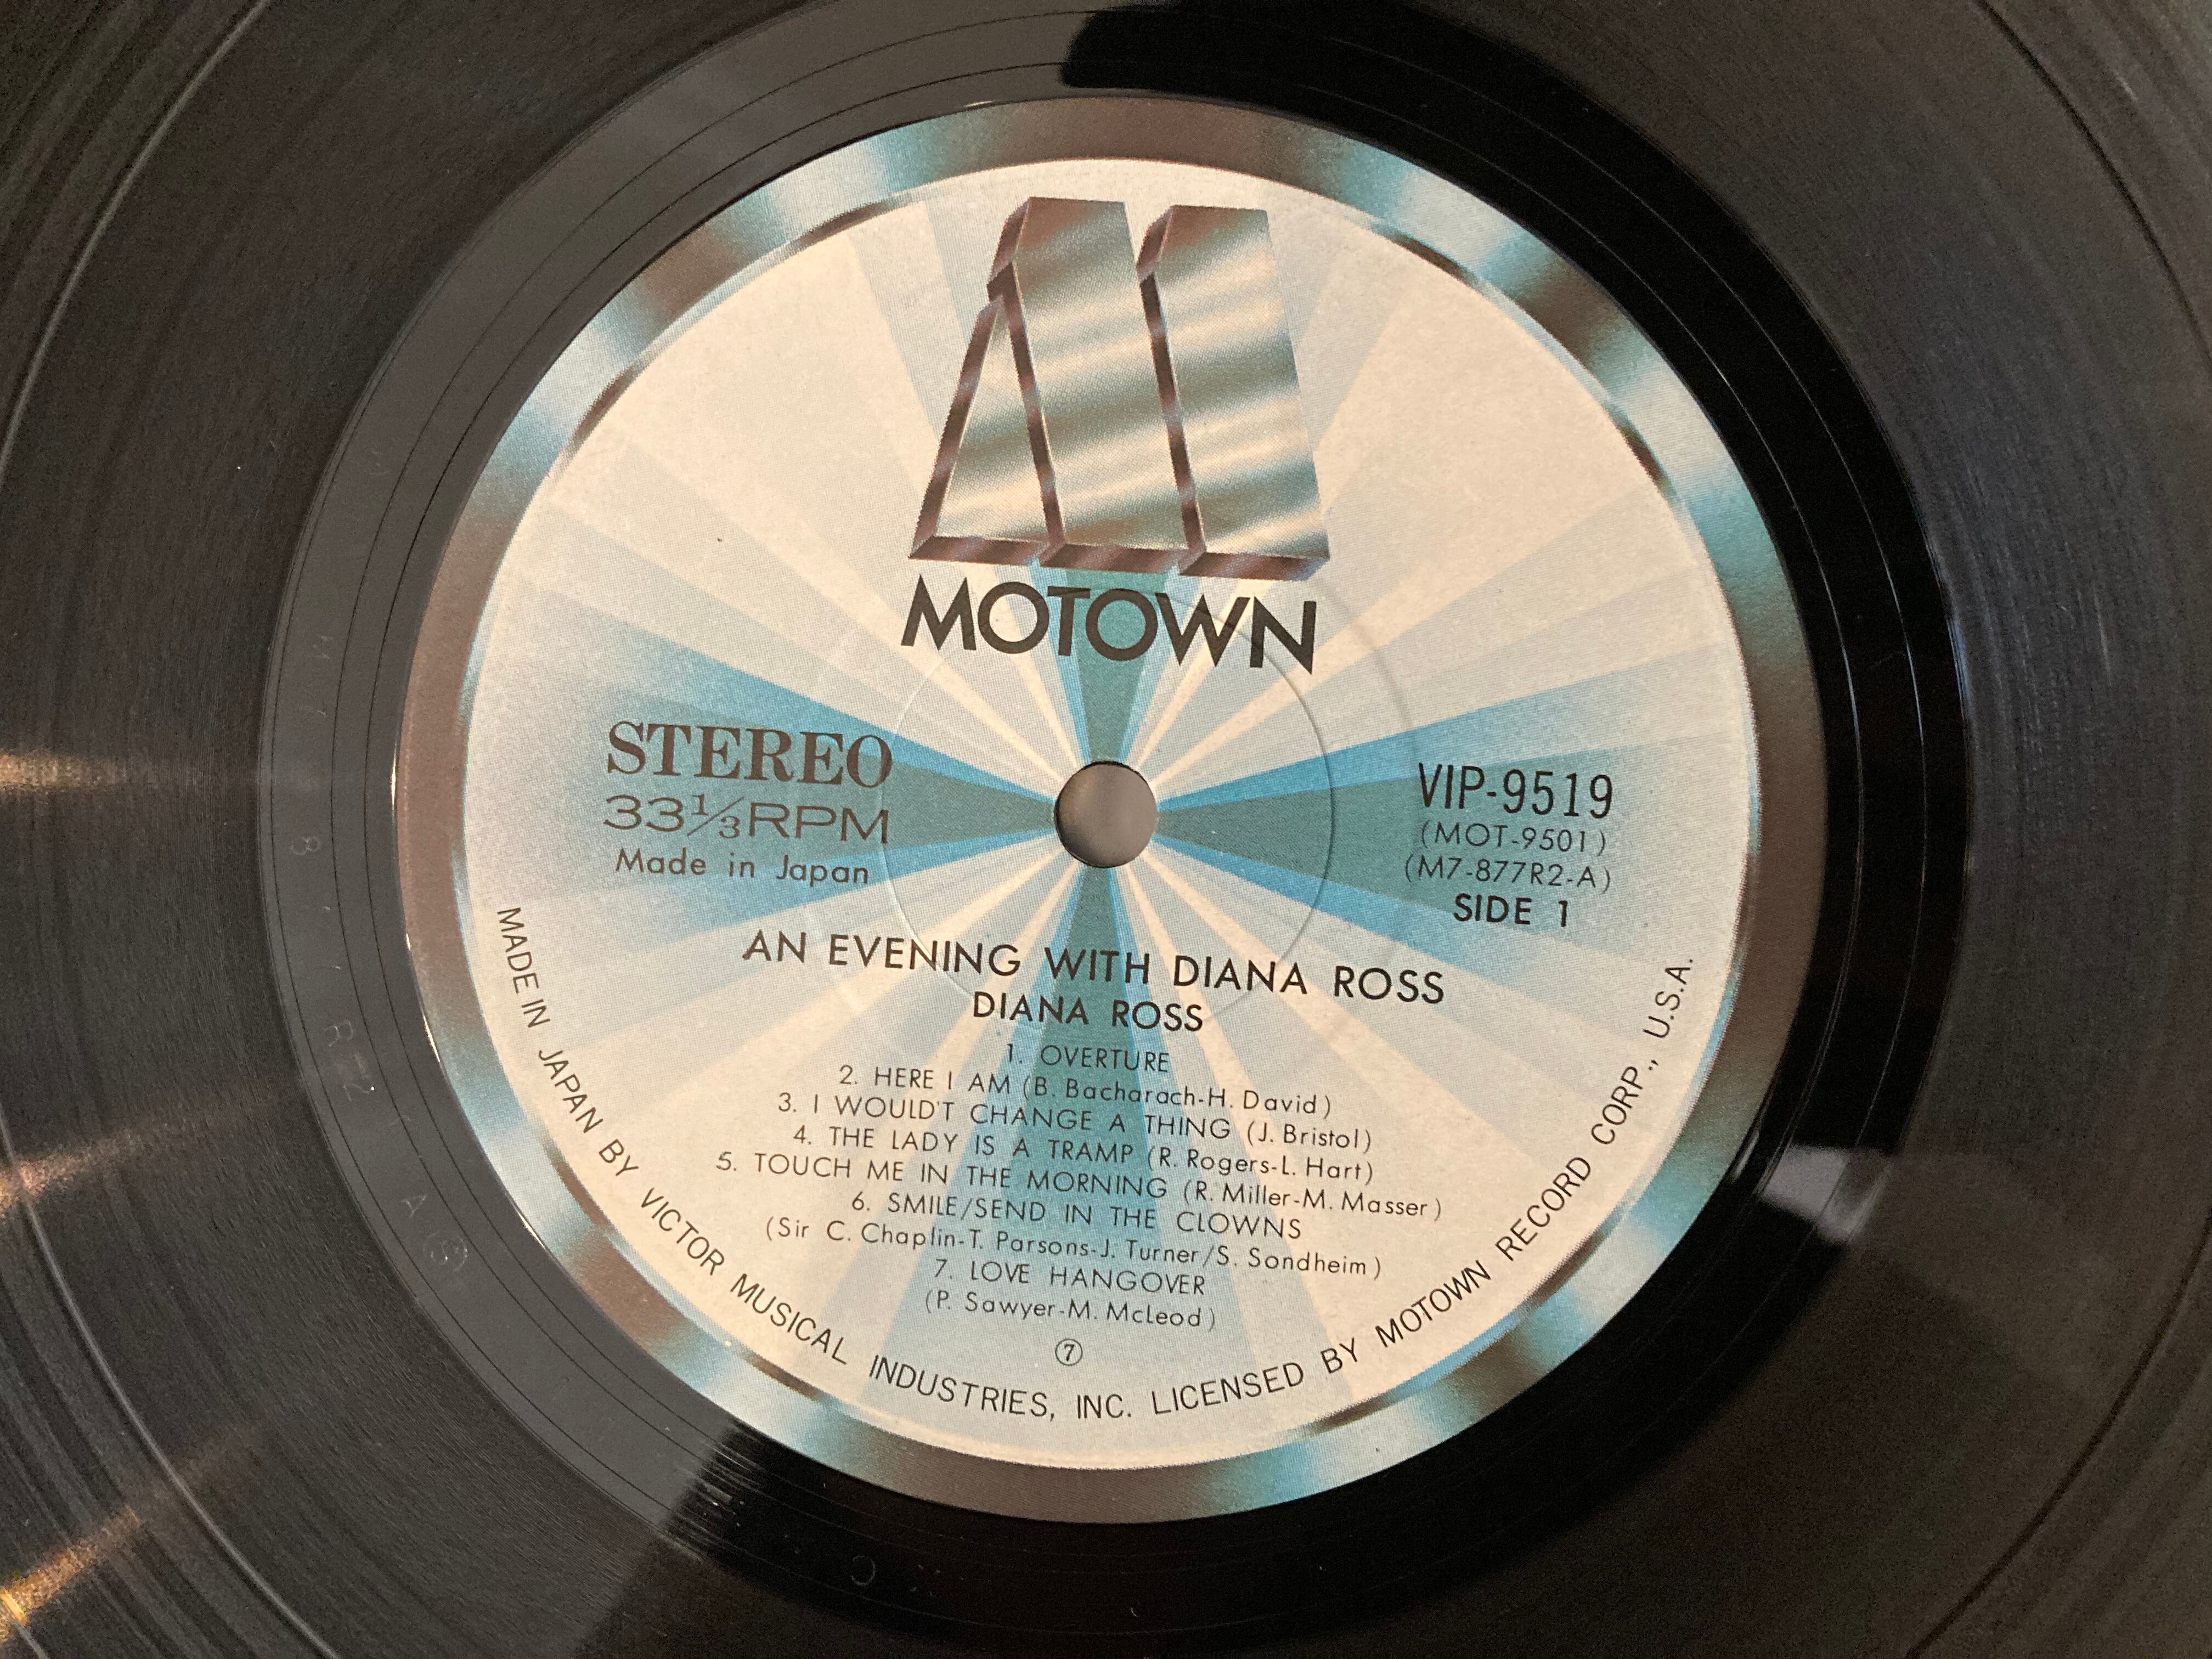 MOTOWN
STEREO
33⅓RPM
Made in Japan
VIP-9519
(MOT-9501)
(M7-877R2-A)
SIDE 1
AN EVENING WITH DIANA ROSS
DIANA ROSS
1. OVERTURE
2. HERE I AM (B. Bacharach-H. David)
3. I WOULD'T CHANGE A THING (J. Bristol)
4. THE LADY IS A TRAMP (R. Rogers-L. Hart)
5. TOUCH ME IN THE MORNING (R. Miller-M. Masser)
6. SMILE/SEND IN THE CLOWNS
(Sir C. Chaplin-T. Parsons-J. Turner/S. Sondheim)
7. LOVE HANGOVER
(P. Sawyer-M. McLeod)
⑦
MADE IN JAPAN BY VICTOR MUSICAL INDUSTRIES, INC. LICENSED BY MOTOWN RECORD CORP., U.S.A.